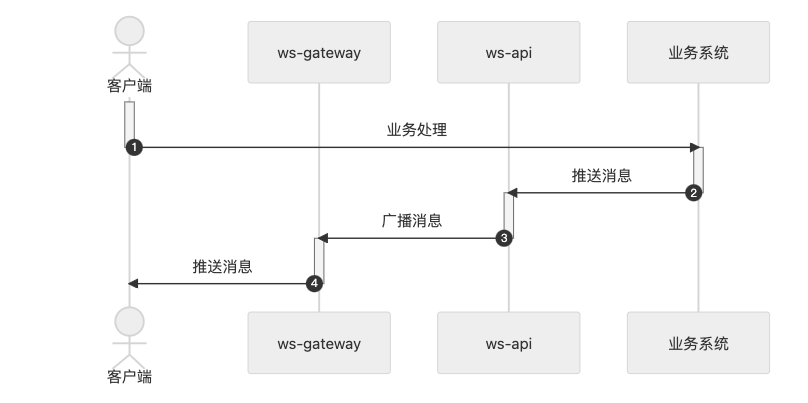 ws-gateway
ws-api
业务系统
客户端
业务处理
1
推送消息
2
广播消息
3
推送消息
4
ws-gateway
ws-api
业务系统
客户端